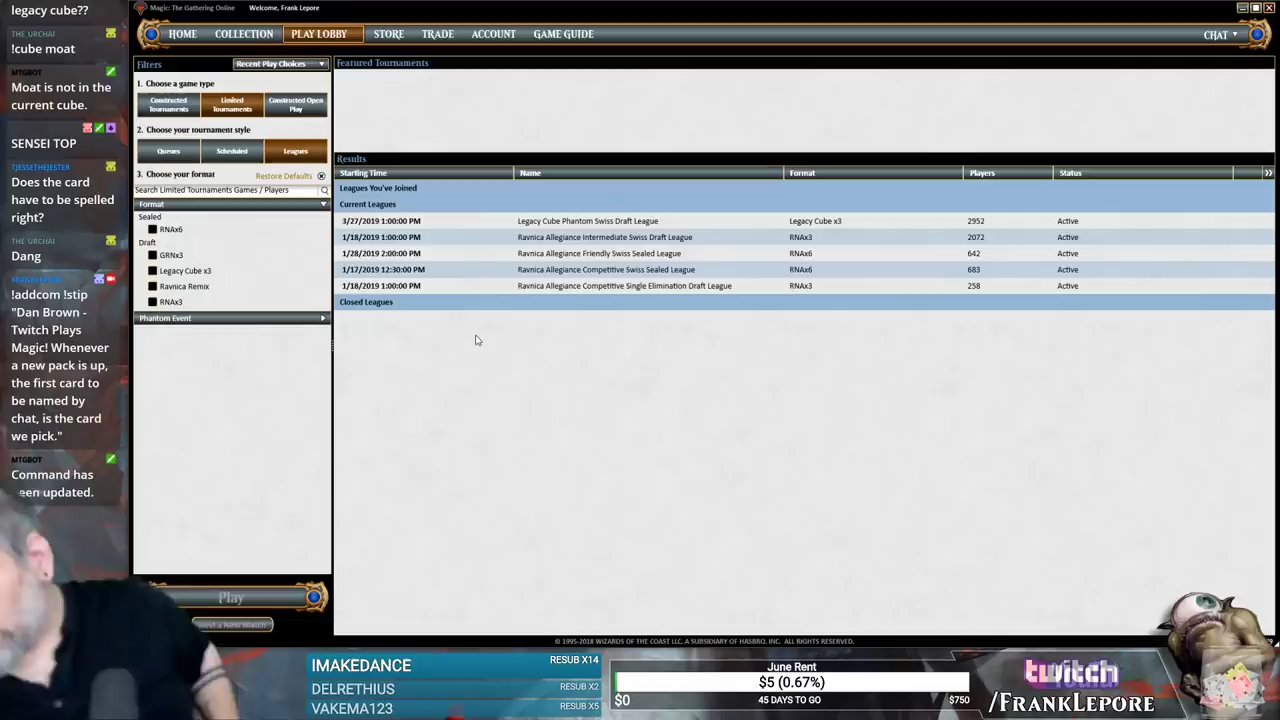 legacy cube??
THE URCHAI
!cube moat
MTGBOT
Moat is not in the
current cube.
SENSEI TOP
TJESSETHEJESTER
Does the card
have to be spelled
right?
THE URCHAI
Dang
FRANKLEPORE
!addcom !stip
"Dan Brown -
Twitch Plays
Magic! Whenever
a new pack is up,
the first card to
be named by
chat, is the card
we pick."
MTGBOT
Command has
been updated.
Magic: The Gathering Online Welcome, Frank Lepore
HOME COLLECTION PLAY LOBBY STORE TRADE ACCOUNT GAME GUIDE CHAT
Filters Recent Play Choices
1. Choose a game type
Constructed Tournaments Limited Tournaments Constructed Open Play
2. Choose your tournament style
Queues Scheduled Leagues
3. Choose your format Restore Defaults
Search Limited Tournaments Games / Players
Format
Sealed
RNAx6
Draft
GRNx3
Legacy Cube x3
Ravnica Remix
RNAx3
Phantom Event
Play
Featured Tournaments
Results
Starting Time Name Format Players Status
Leagues You've Joined
Current Leagues
3/27/2019 1:00:00 PM Legacy Cube Phantom Swiss Draft League Legacy Cube x3 2952 Active
1/18/2019 1:00:00 PM Ravnica Allegiance Intermediate Swiss Draft League RNAx3 2072 Active
1/28/2019 2:00:00 PM Ravnica Allegiance Friendly Swiss Sealed League RNAx6 642 Active
1/17/2019 12:30:00 PM Ravnica Allegiance Competitive Swiss Sealed League RNAx6 683 Active
1/18/2019 1:00:00 PM Ravnica Allegiance Competitive Single Elimination Draft League RNAx3 258 Active
Closed Leagues
© 1995-2018 WIZARDS OF THE COAST LLC, A SUBSIDIARY OF HASBRO, INC. ALL RIGHTS RESERVED.
IMAKEDANCE RESUB X14
DELRETHIUS RESUB X2
VAKEMA123 RESUB X5
June Rent
$5 (0.67%)
$0 45 DAYS TO GO $750
twitch
/FRANKLEPORE